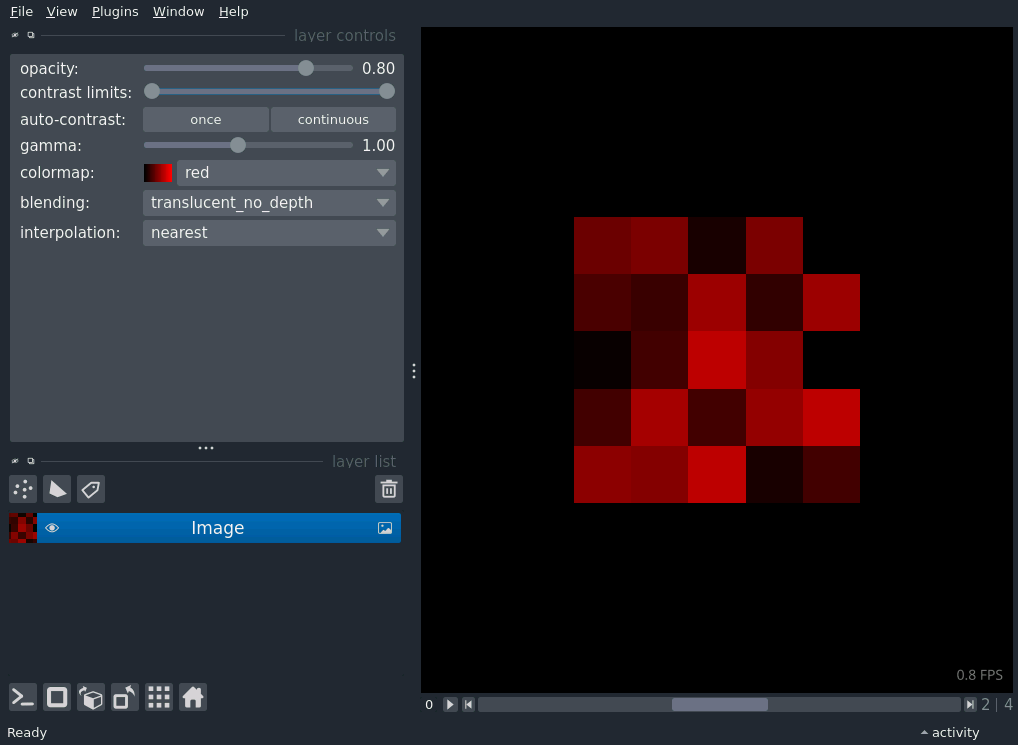 File View Plugins Window Help
layer controls
opacity: 0.80
contrast limits:
auto-contrast: once continuous
gamma: 1.00
colormap: red
blending: translucent_no_depth
interpolation: nearest
layer list
Image
0.8 FPS
0 2 | 4
Ready activity